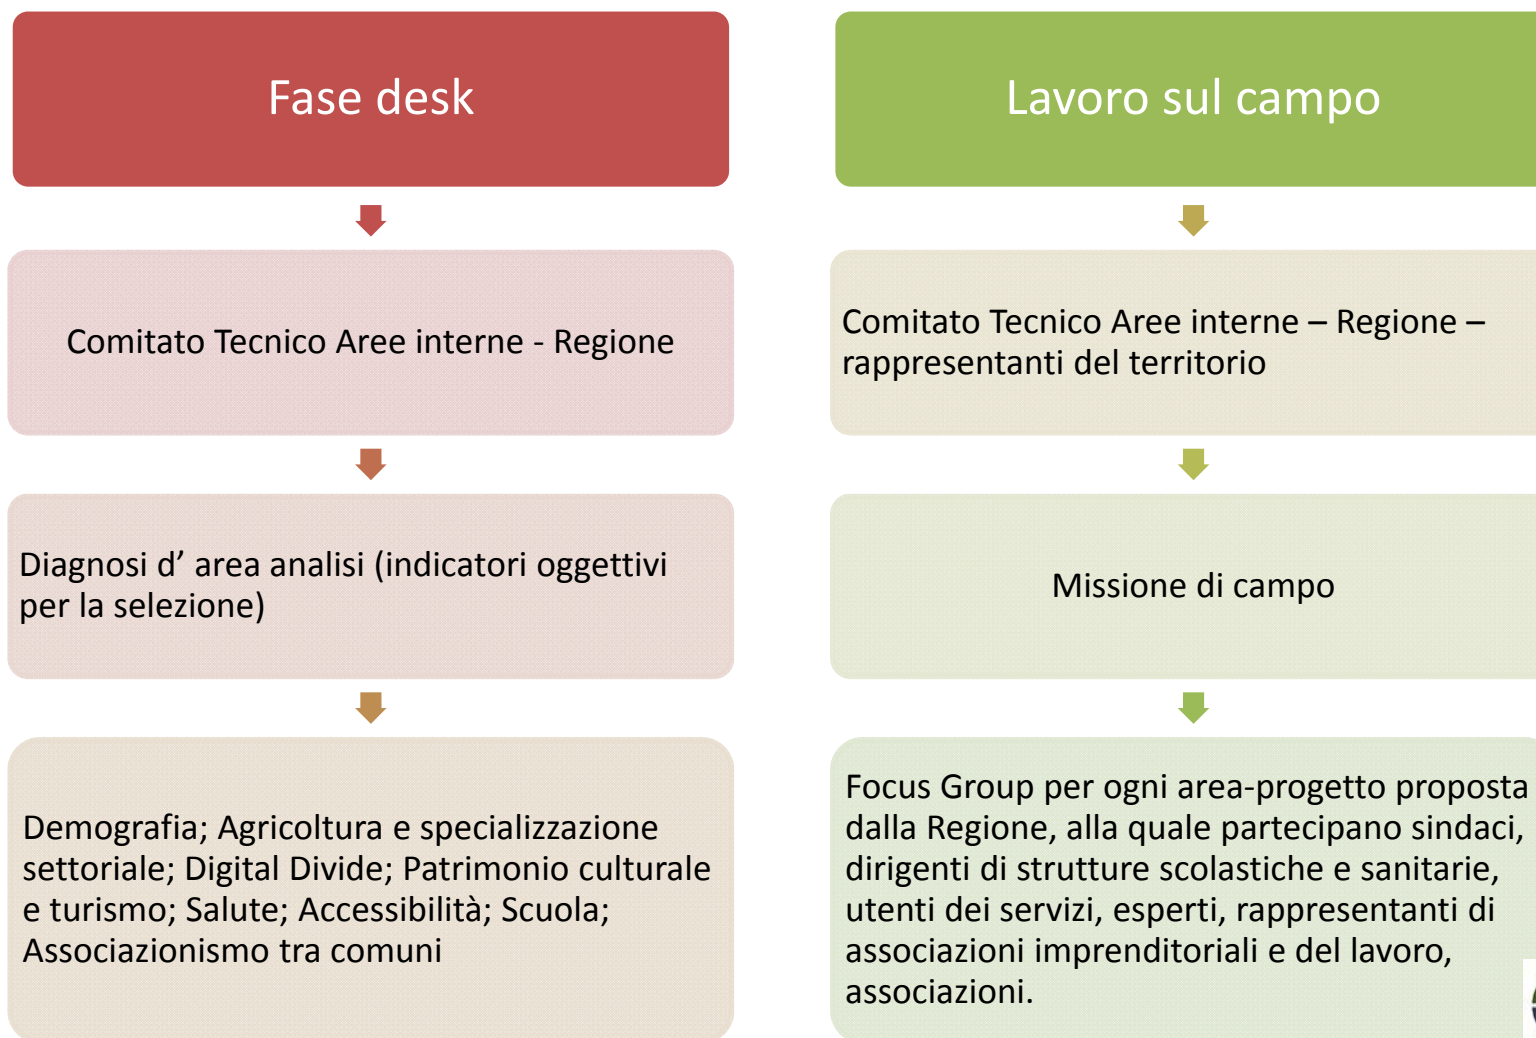 Fase desk
Comitato Tecnico Aree interne - Regione
Diagnosi d’ area analisi (indicatori oggettivi
per la selezione)
Demografia; Agricoltura e specializzazione
settoriale; Digital Divide; Patrimonio culturale
e turismo; Salute; Accessibilità; Scuola;
Associazionismo tra comuni
Lavoro sul campo
Comitato Tecnico Aree interne – Regione –
rappresentanti del territorio
Missione di campo
Focus Group per ogni area-progetto proposta
dalla Regione, alla quale partecipano sindaci,
dirigenti di strutture scolastiche e sanitarie,
utenti dei servizi, esperti, rappresentanti di
associazioni imprenditoriali e del lavoro,
associazioni.